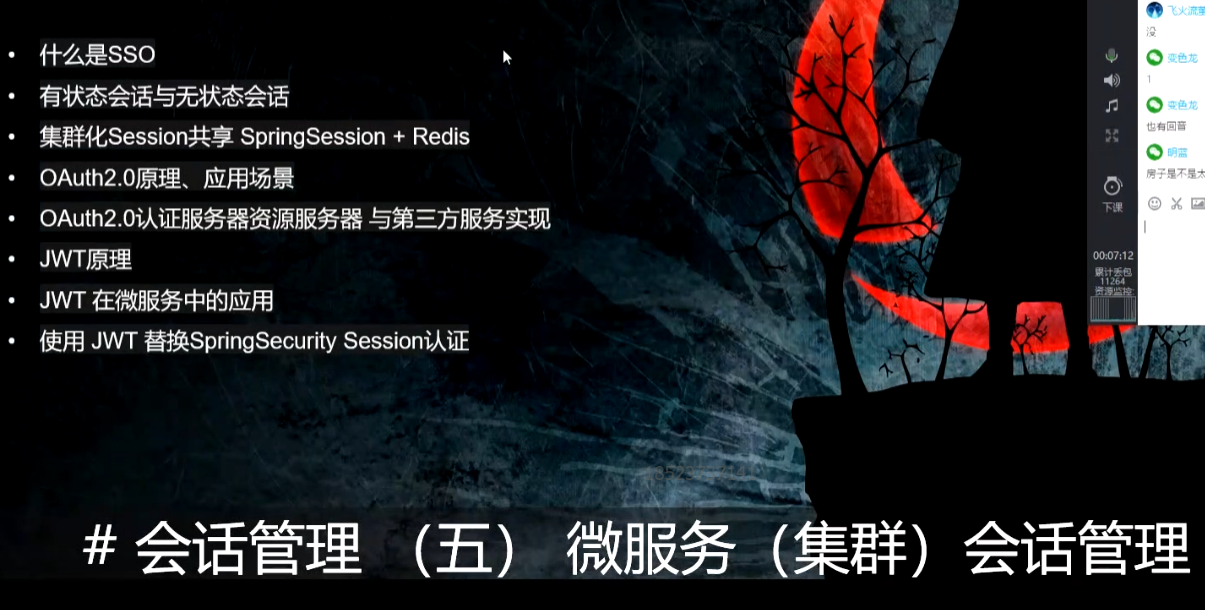 • 什么是SSO
• 有状态会话与无状态会话
• 集群化Session共享 SpringSession + Redis
• OAuth2.0原理、应用场景
• OAuth2.0认证服务器资源服务器 与第三方服务实现
• JWT原理
• JWT 在微服务中的应用
• 使用 JWT 替换SpringSecurity Session认证
# 会话管理 （五） 微服务（集群）会话管理
下课
00:07:12
累计丢包
11264
资源监控
飞火流萤
没
变色龙
1
变色龙
也有回音
明蓝
房子是不是太